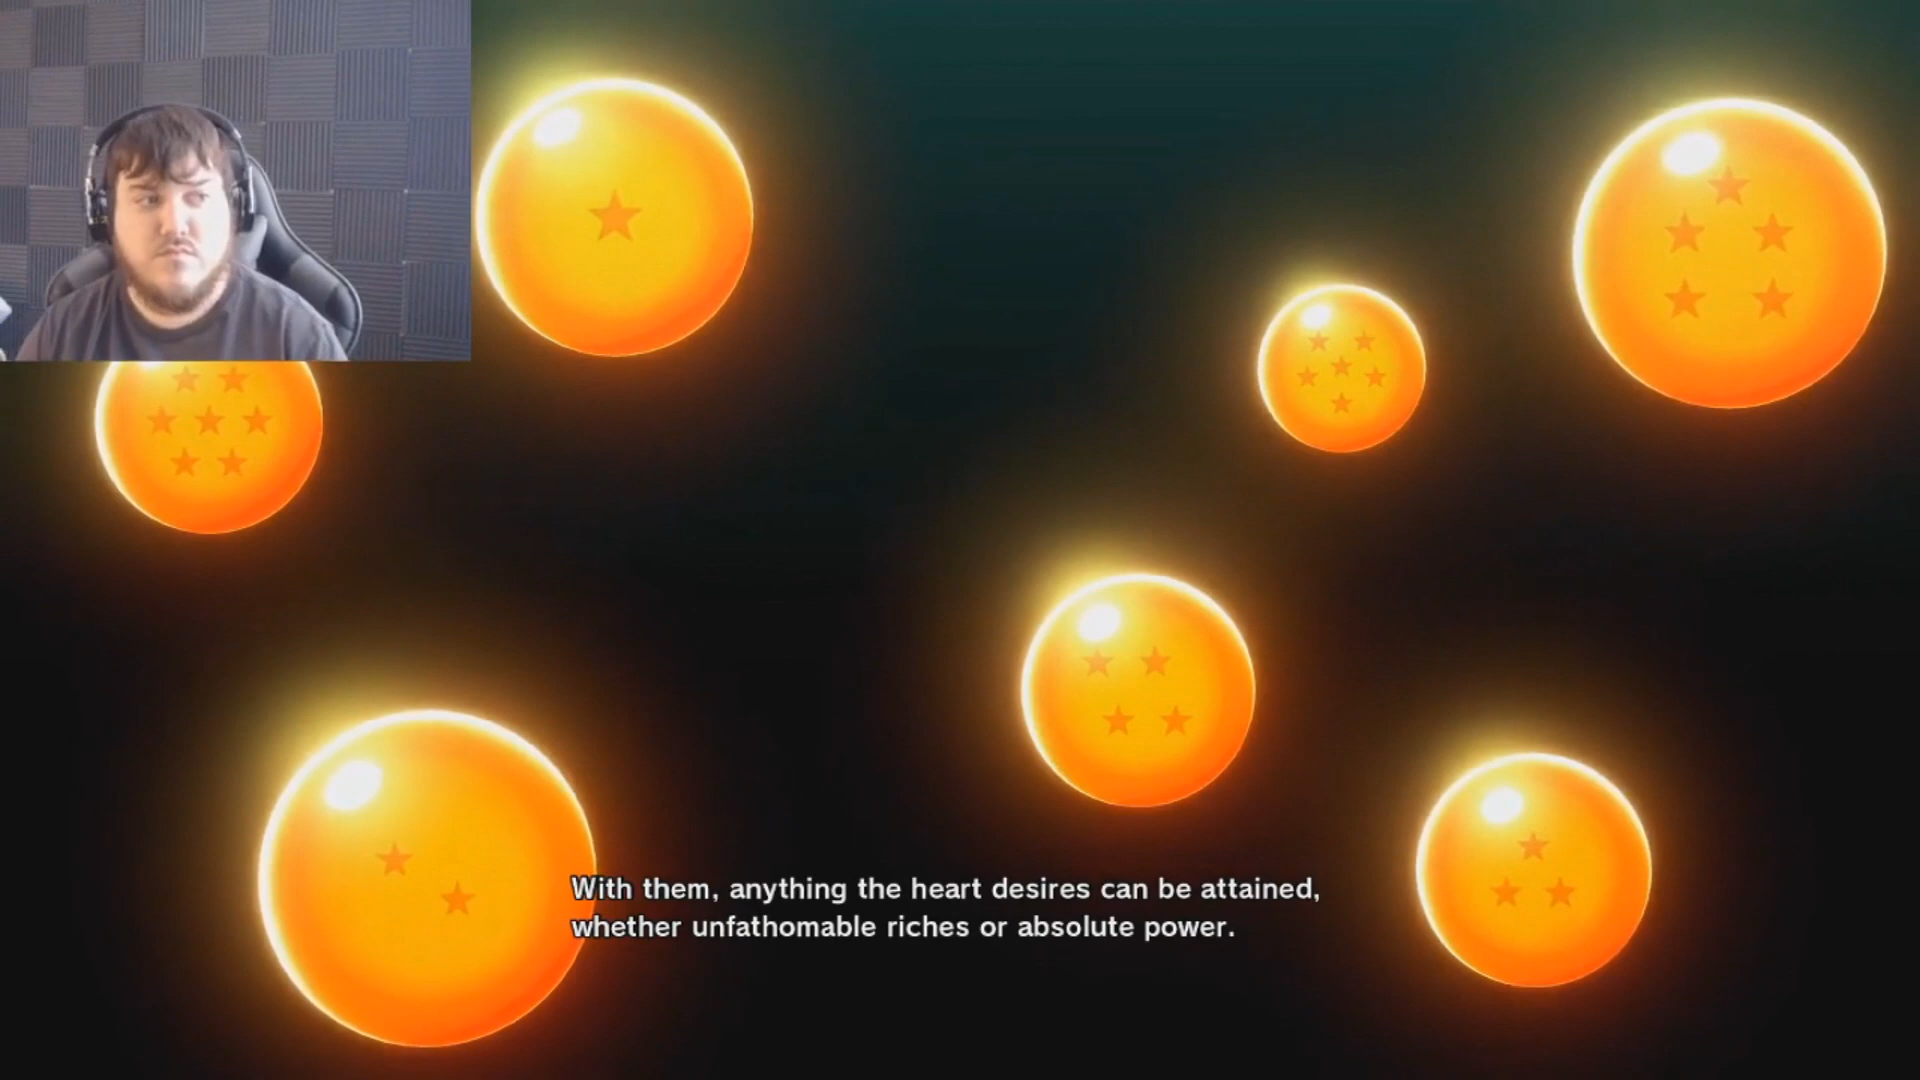 With them, anything the heart desires can be attained,
whether unfathomable riches or absolute power.